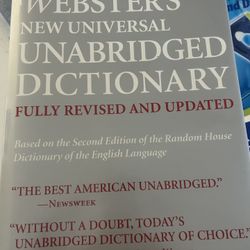 WEBSTER'S
NEW UNIVERSAL
UNABRIDGED
DICTIONARY
FULLY REVISED AND UPDATED
Based on the Second Edition of the Random House
Dictionary of the English Language
"THE BEST AMERICAN UNABRIDGED."
—NEWSWEEK
"WITHOUT A DOUBT, TODAY'S
UNABRIDGED DICTIONARY OF CHOICE